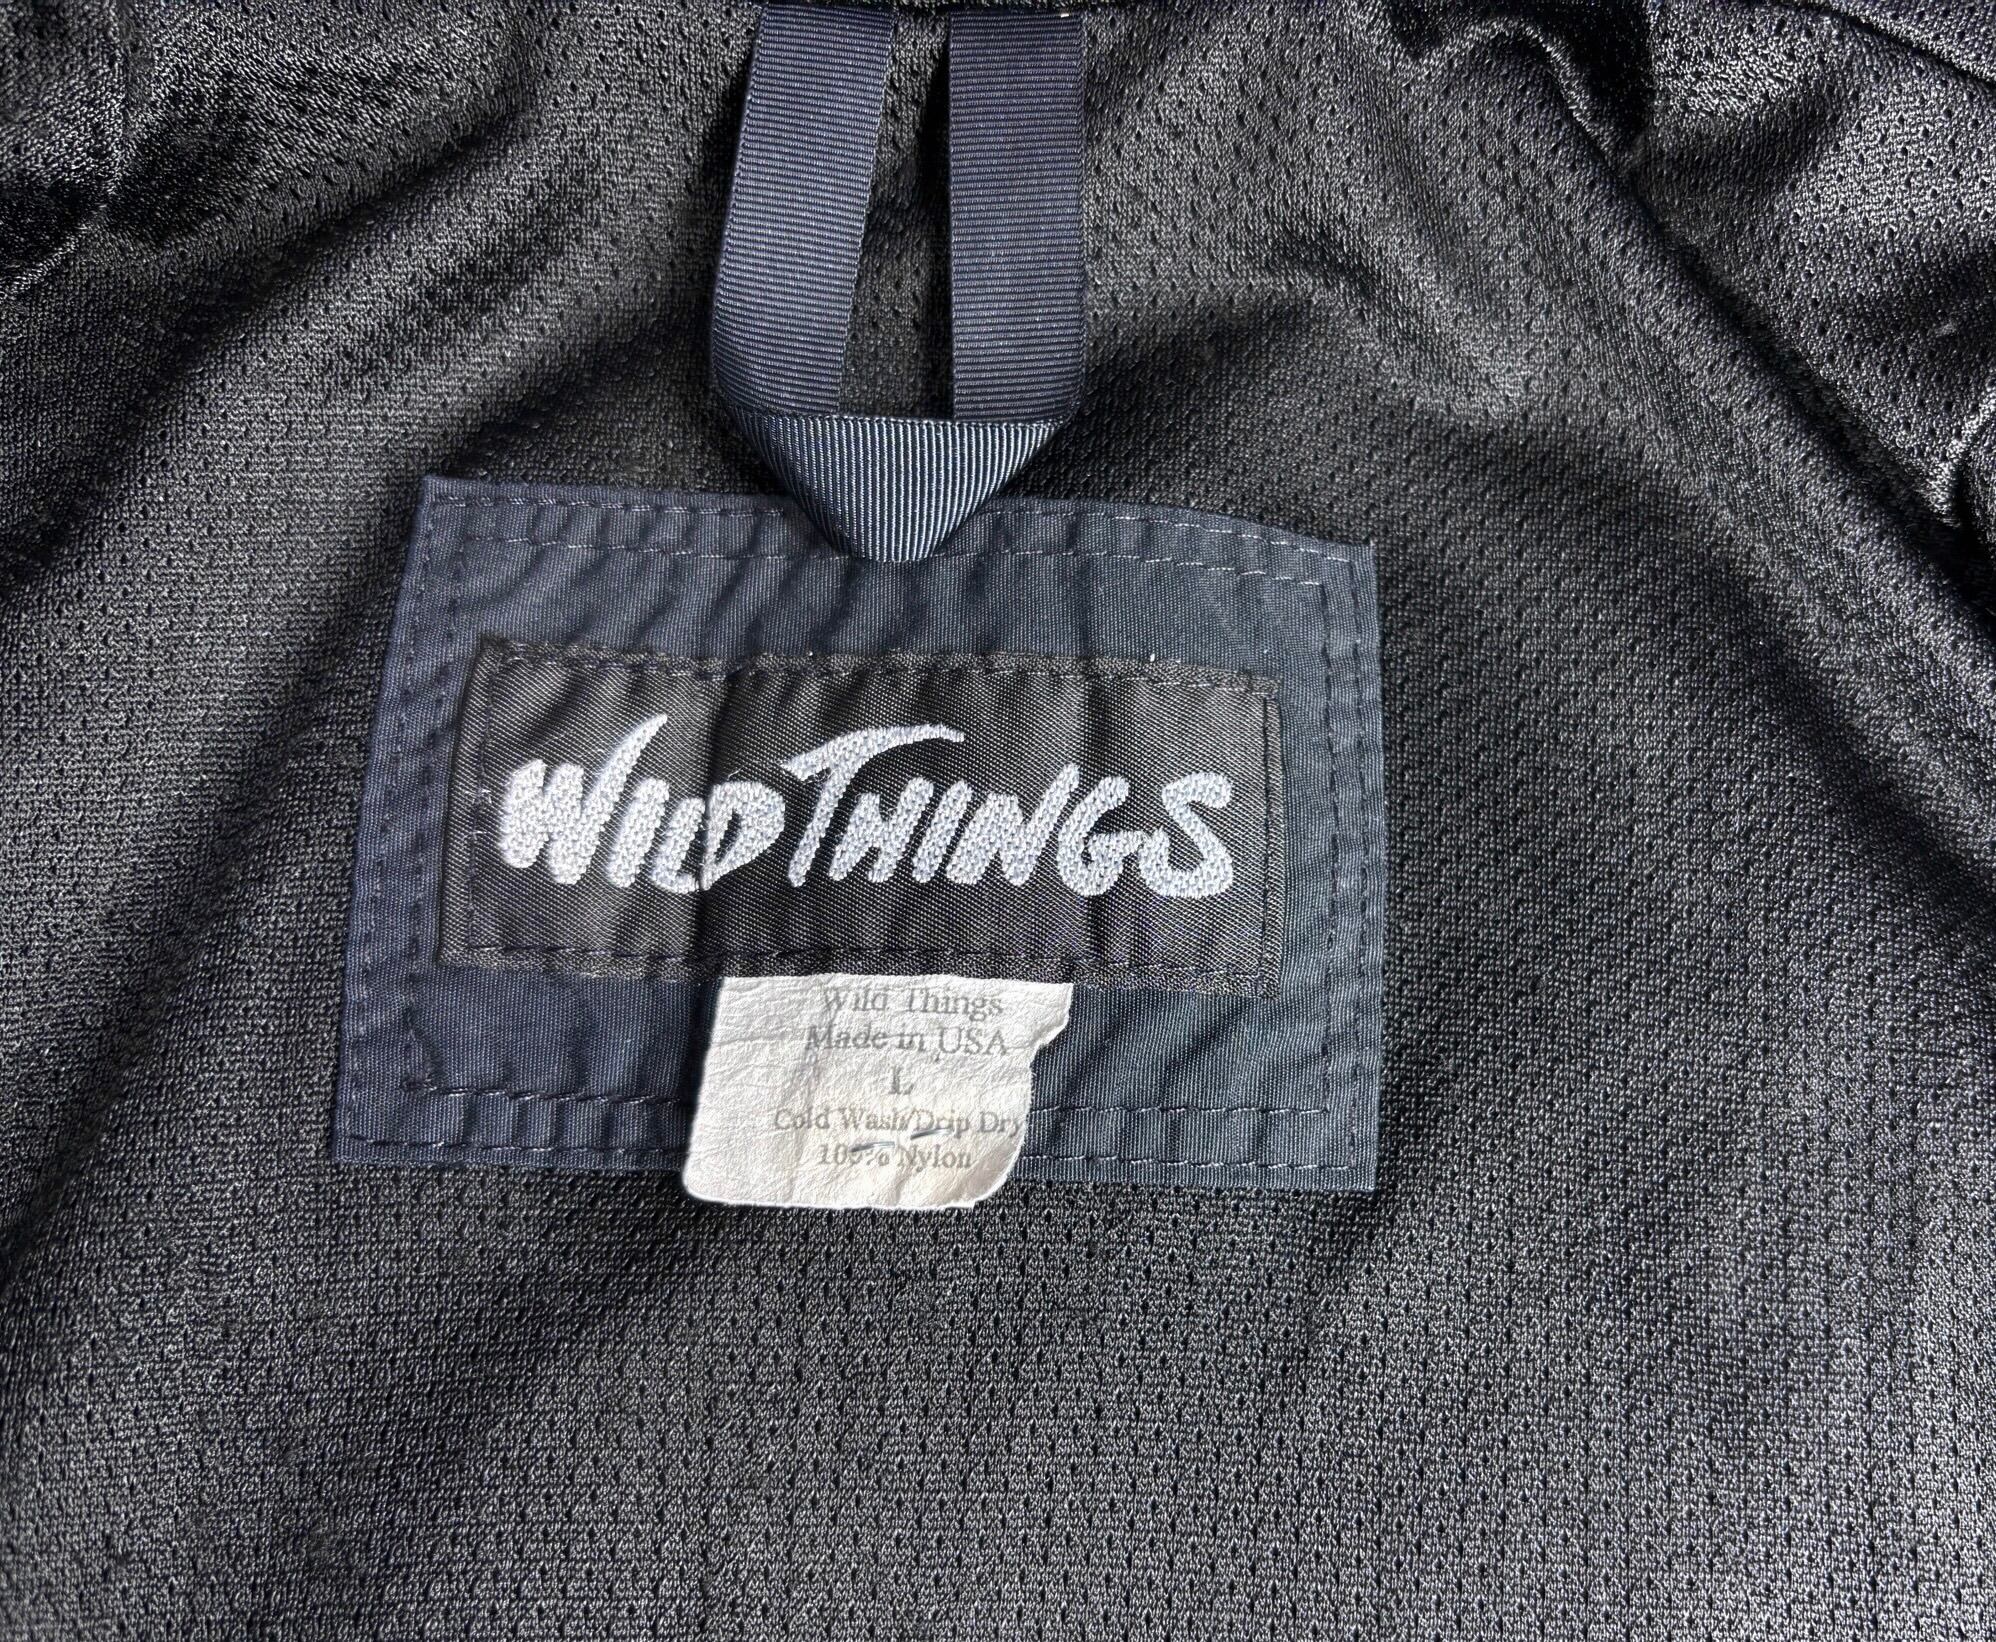 WILD THINGS
Wild Things
Made in USA
L
Cold Wash/Drip Dry
100% Nylon